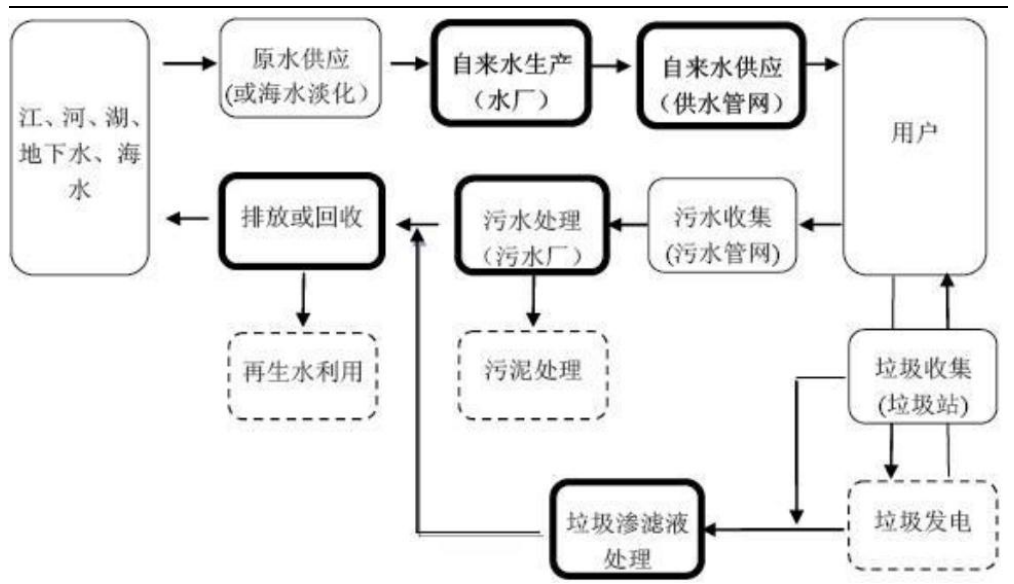 江、河、湖、
地下水、海
水
原水供应
(或海水淡化）
自来水生产
（水厂）
自来水供应
（供水管网）
用户
排放或回收
污水处理
（污水厂）
污水收集
(污水管网)
再生水利用
污泥处理
垃圾收集
(垃圾站)
垃圾渗滤液
处理
垃圾发电